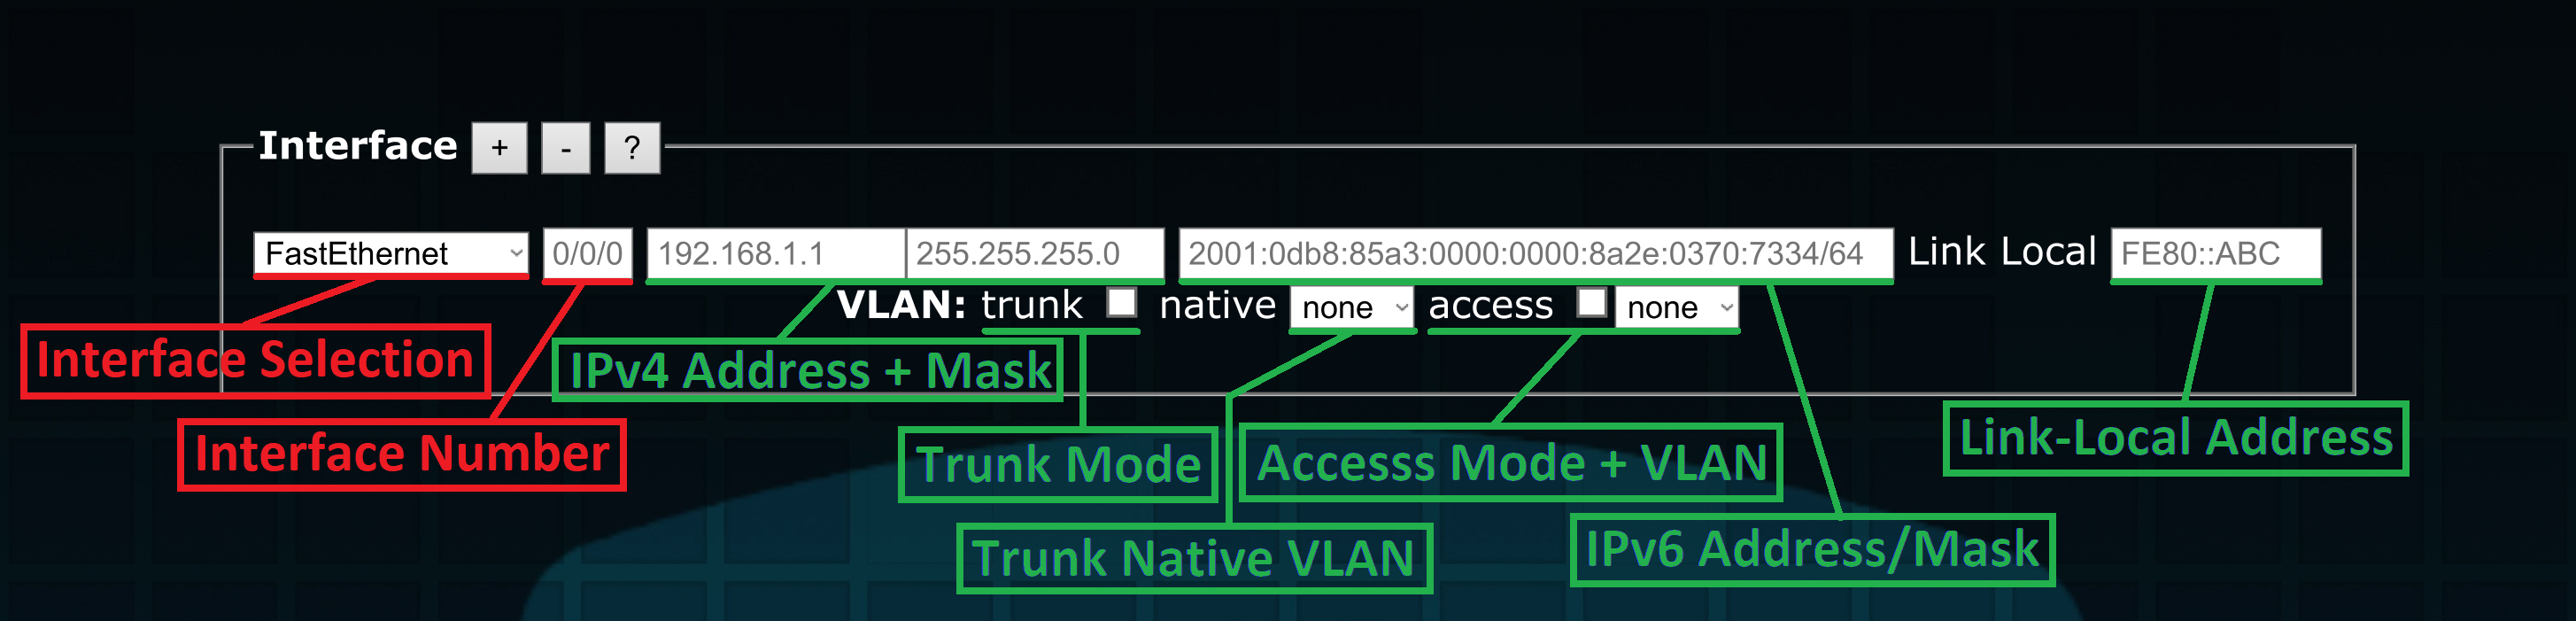 Interface + - ?
FastEthernet 0/0/0 192.168.1.1 255.255.255.0 2001:0db8:85a3:0000:0000:8a2e:0370:7334/64 Link Local FE80::ABC
VLAN: trunk native none access none
Interface Selection
IPv4 Address + Mask
Interface Number
Trunk Mode
Accesss Mode + VLAN
Link-Local Address
Trunk Native VLAN
IPv6 Address/Mask